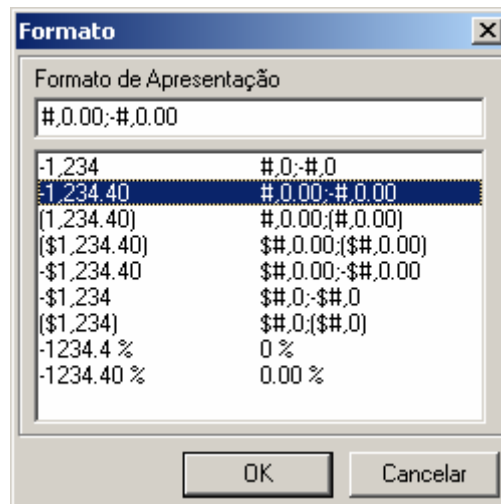 Formato
Formato de Apresentação
#,0.00;-#,0.00
-1,234 #,0;-#,0
-1,234.40 #,0.00;-#,0.00
(1,234.40) #,0.00;(#,0.00)
($1,234.40) $#,0.00;($#,0.00)
-$1,234.40 $#,0.00;-$#,0.00
-$1,234 $#,0;-$#,0
($1,234) $#,0;($#,0)
-1234.4 % 0 %
-1234.40 % 0.00 %
OK Cancelar